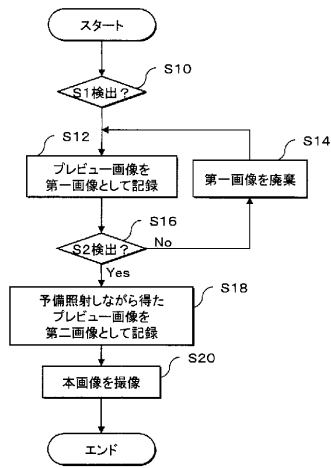 スタート
S10
S1検出？
S12
プレビュー画像を
第一画像として記録
S14
第一画像を廃棄
S16
S2検出？
No
Yes
S18
予備照射しながら得た
プレビュー画像を
第二画像として記録
S20
本画像を撮像
エンド